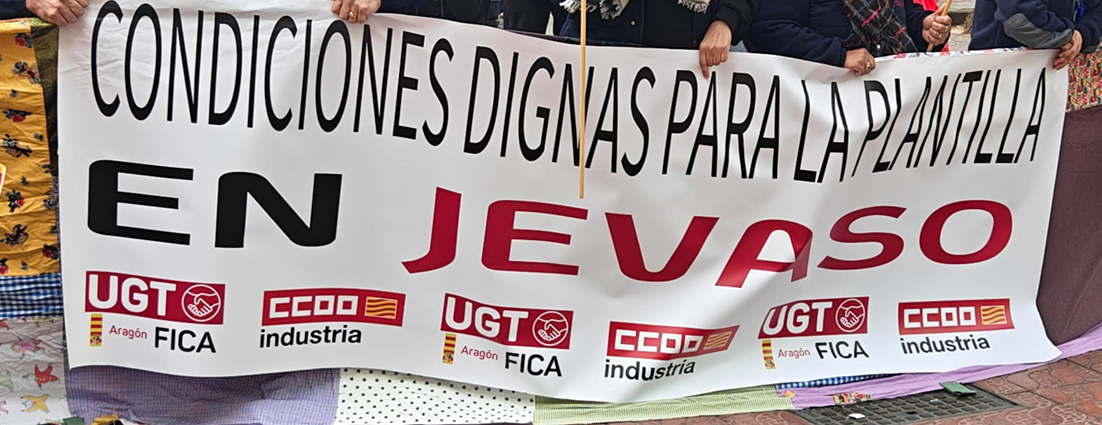 CONDICIONES DIGNAS PARA LA PLANTILLA
EN JEVASO
UGT
Aragón FICA
CCOO
industria
UGT
Aragón FICA
CCOO
industria
UGT
Aragón FICA
CCOO
industria